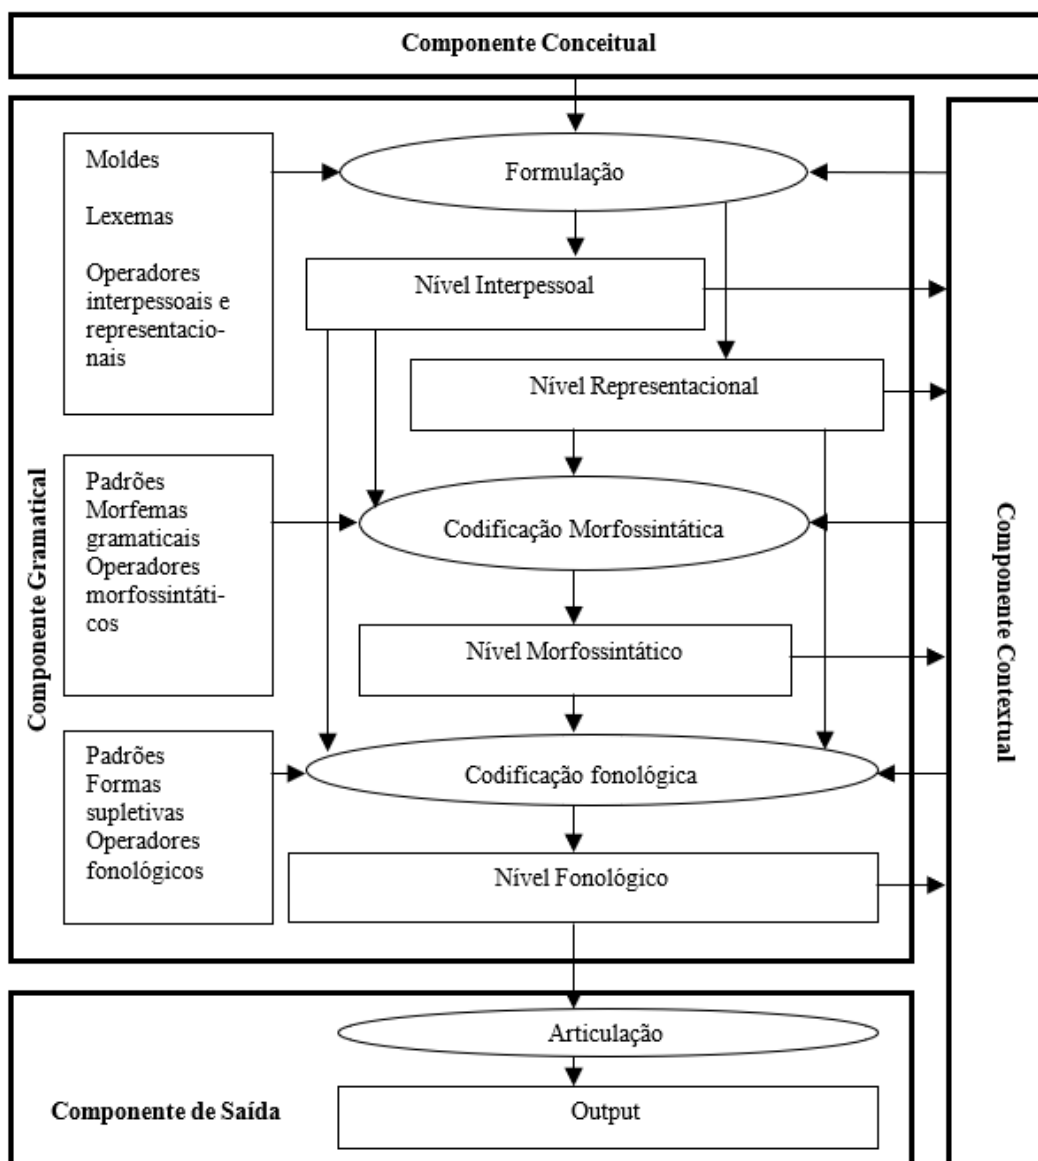 Componente Conceitual
Moldes
Lexemas
Operadores
interpessoais e
representacio-
nais
Formulação
Nível Interpessoal
Nível Representacional
Componente Gramatical
Padrões
Morfemas
gramaticais
Operadores
morfossintáti-
cos
Codificação Morfossintática
Nível Morfossintático
Padrões
Formas
supletivas
Operadores
fonológicos
Codificação fonológica
Nível Fonológico
Componente Contextual
Articulação
Componente de Saída
Output